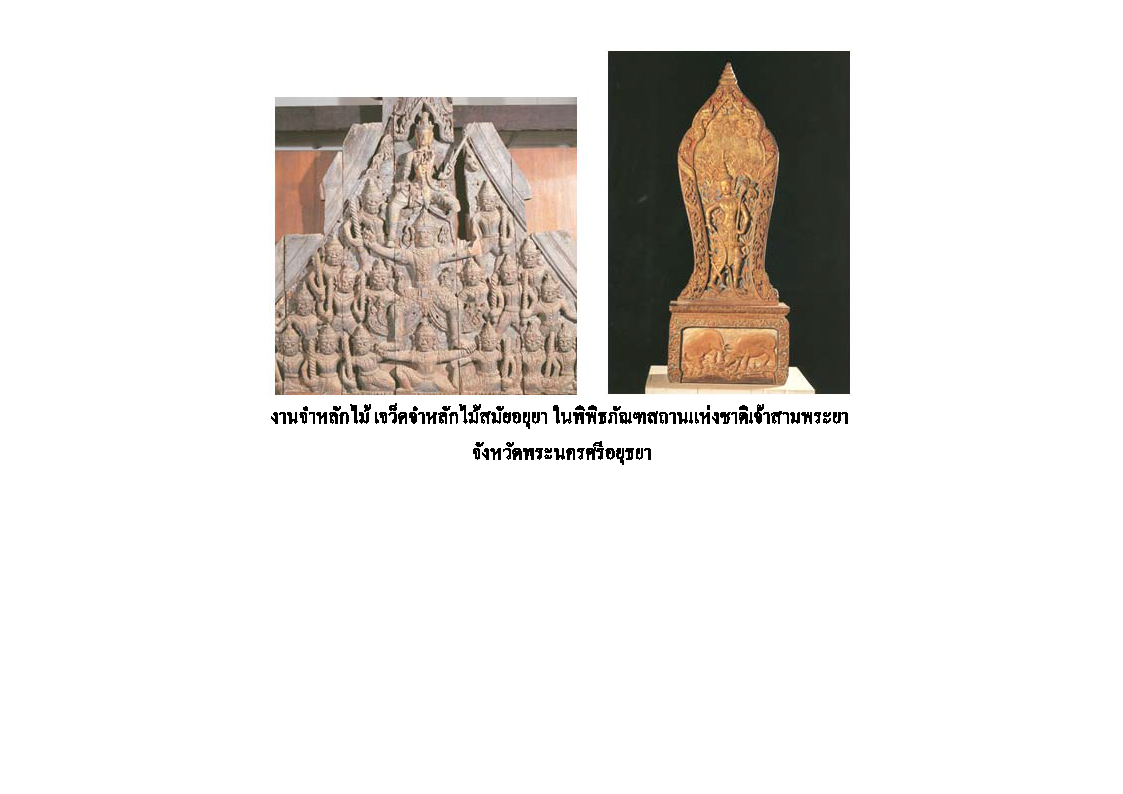 งานจำหลักไม้ เจว็ดจำหลักไม้สมัยอยุยา ในพิพิธภัณฑสถานแห่งชาติเจ้าสามพระยา
จังหวัดพระนครศรีอยุธยา